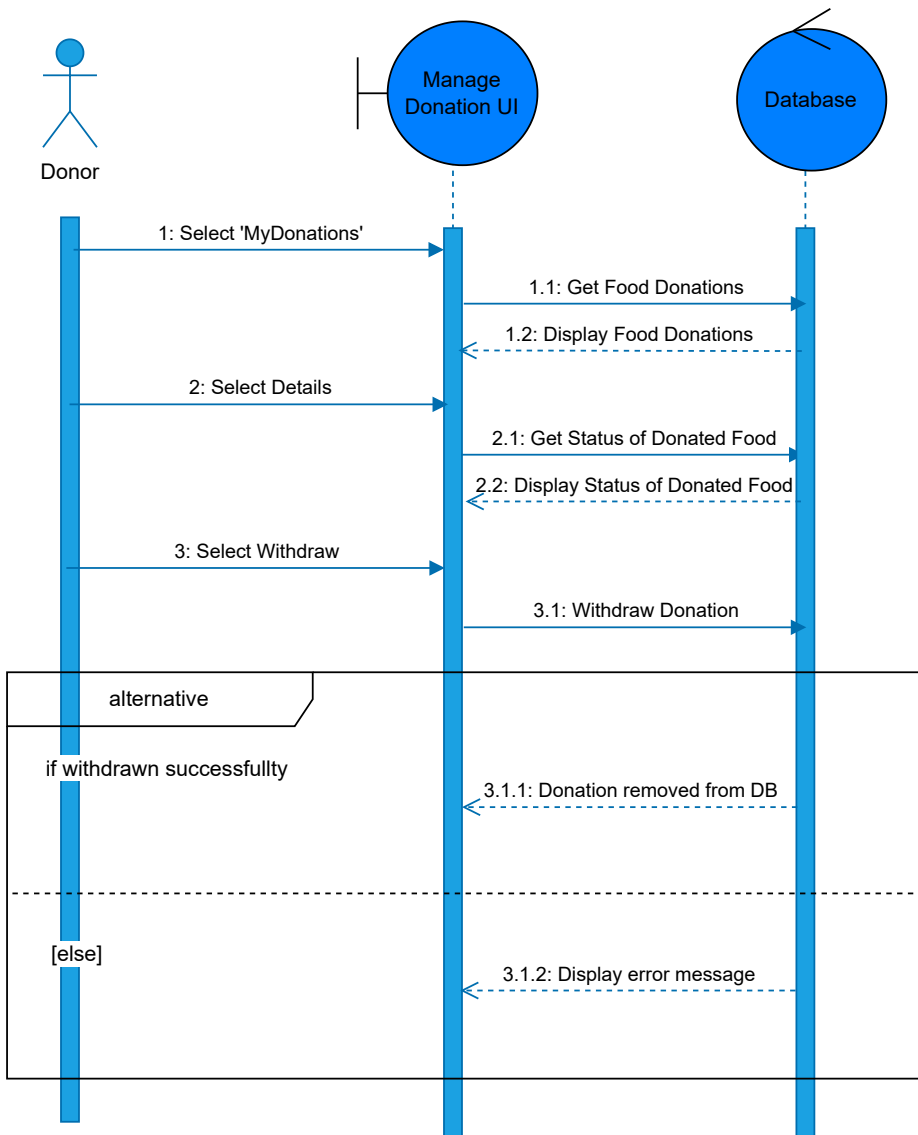 Manage
Donation UI
Database
Donor
1: Select 'MyDonations'
1.1: Get Food Donations
1.2: Display Food Donations
2: Select Details
2.1: Get Status of Donated Food
2.2: Display Status of Donated Food
3: Select Withdraw
3.1: Withdraw Donation
alternative
if withdrawn successfullty
3.1.1: Donation removed from DB
[else]
3.1.2: Display error message